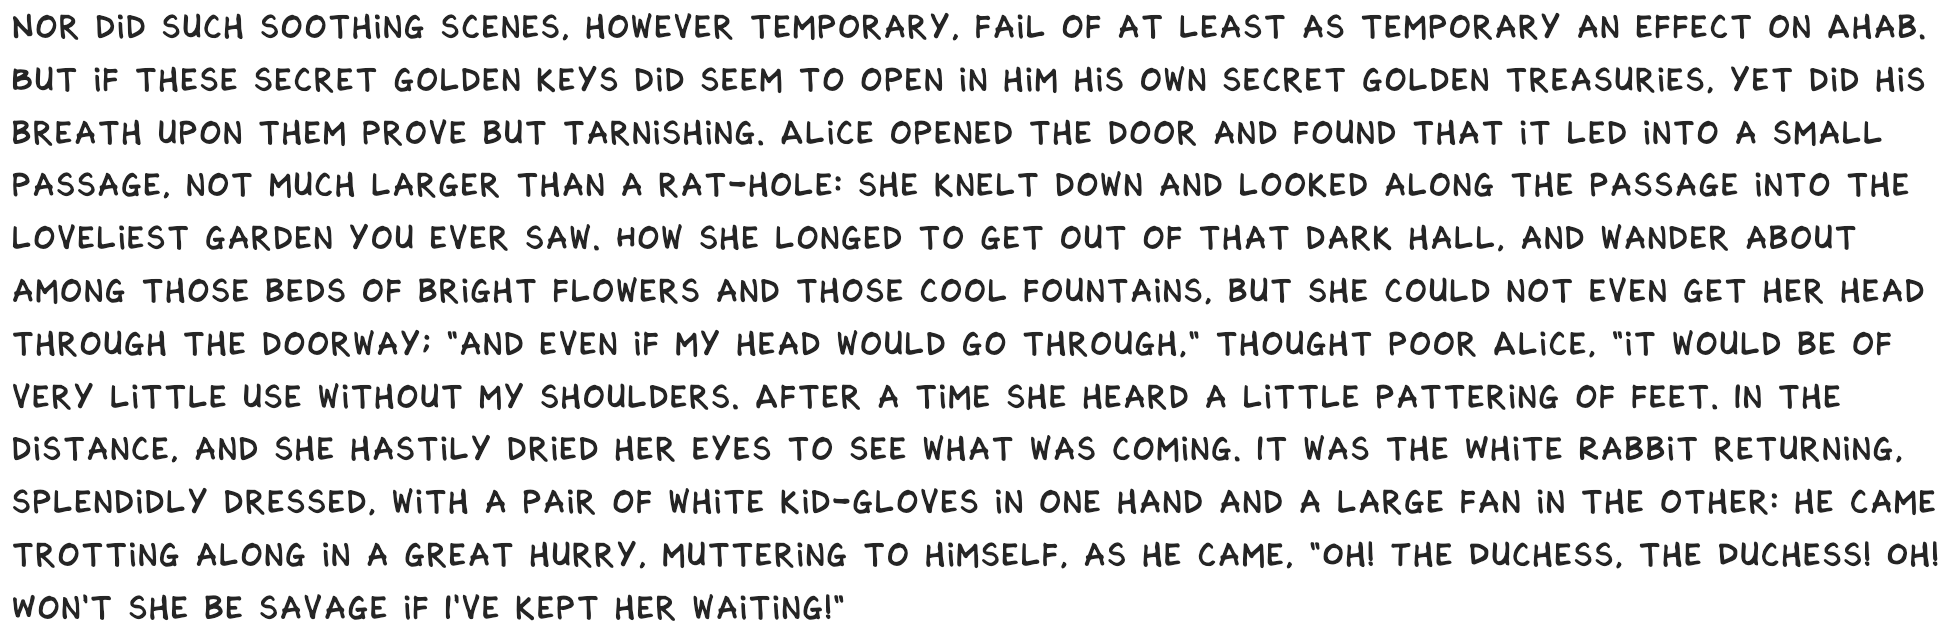 NOR DiD SUCH SOOTHiNG SCENES, HOWEVER TEMPORARY, FAiL OF AT LEAST AS TEMPORARY AN EFFECT ON AHAB.
BUT iF THESE SECRET GOLDEN KEYS DiD SEEM TO OPEN iN HiM HiS OWN SECRET GOLDEN TREASURiES, YET DiD HiS
BREATH UPON THEM PROVE BUT TARNiSHiNG. ALiCE OPENED THE DOOR AND FOUND THAT iT LED iNTO A SMALL
PASSAGE, NOT MUCH LARGER THAN A RAT-HOLE: SHE KNELT DOWN AND LOOKED ALONG THE PASSAGE iNTO THE
LOVELiEST GARDEN YOU EVER SAW. HOW SHE LONGED TO GET OUT OF THAT DARK HALL, AND WANDER ABOUT
AMONG THOSE BEDS OF BRiGHT FLOWERS AND THOSE COOL FOUNTAiNS, BUT SHE COULD NOT EVEN GET HER HEAD
THROUGH THE DOORWAY; "AND EVEN iF MY HEAD WOULD GO THROUGH," THOUGHT POOR ALiCE, "iT WOULD BE OF
VERY LiTTLE USE WiTHOUT MY SHOULDERS. AFTER A TiME SHE HEARD A LiTTLE PATTERiNG OF FEET. IN THE
DiSTANCE, AND SHE HASTiLY DRiED HER EYES TO SEE WHAT WAS COMiNG. IT WAS THE WHiTE RABBiT RETURNiNG,
SPLENDiDLY DRESSED, WiTH A PAiR OF WHiTE KiD-GLOVES iN ONE HAND AND A LARGE FAN iN THE OTHER: HE CAME
TROTTiNG ALONG iN A GREAT HURRY, MUTTERiNG TO HiMSELF, AS HE CAME, "OH! THE DUCHESS, THE DUCHESS! OH!
WON'T SHE BE SAVAGE iF I'VE KEPT HER WAiTiNG!"